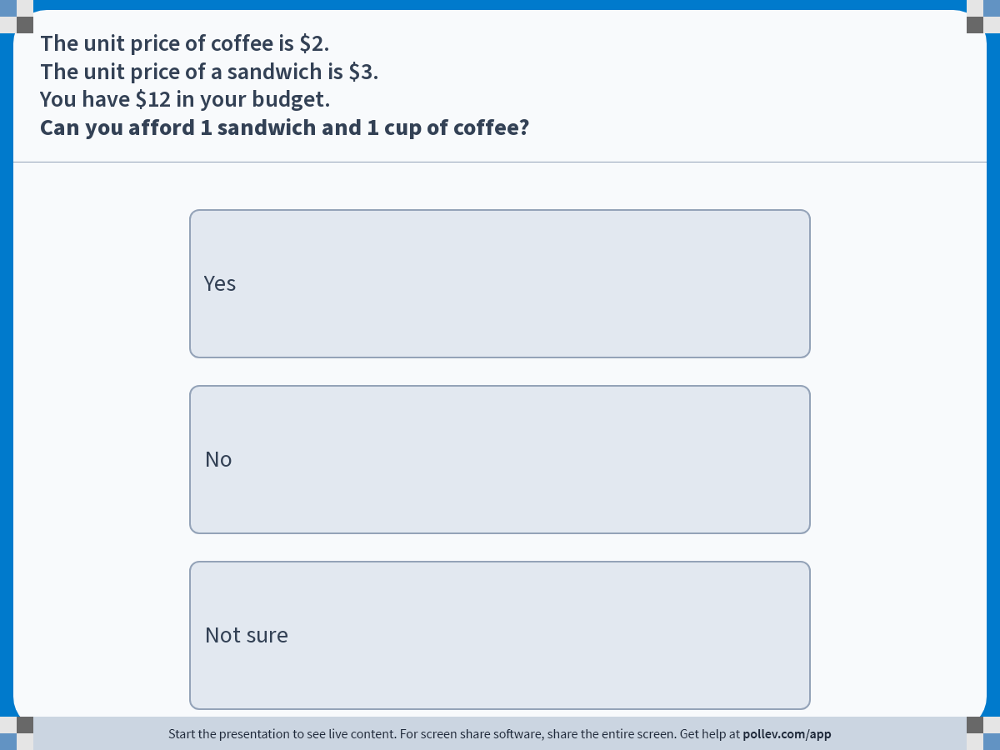 The unit price of coffee is $2.
The unit price of a sandwich is $3.
You have $12 in your budget.
Can you afford 1 sandwich and 1 cup of coffee?
Yes
No
Not sure
Start the presentation to see live content. For screen share software, share the entire screen. Get help at pollev.com/app